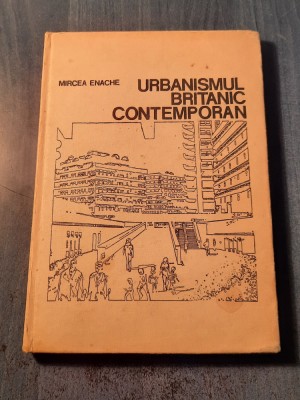 MIRCEA ENACHE
URBANISMUL
BRITANIC
CONTEMPORAN